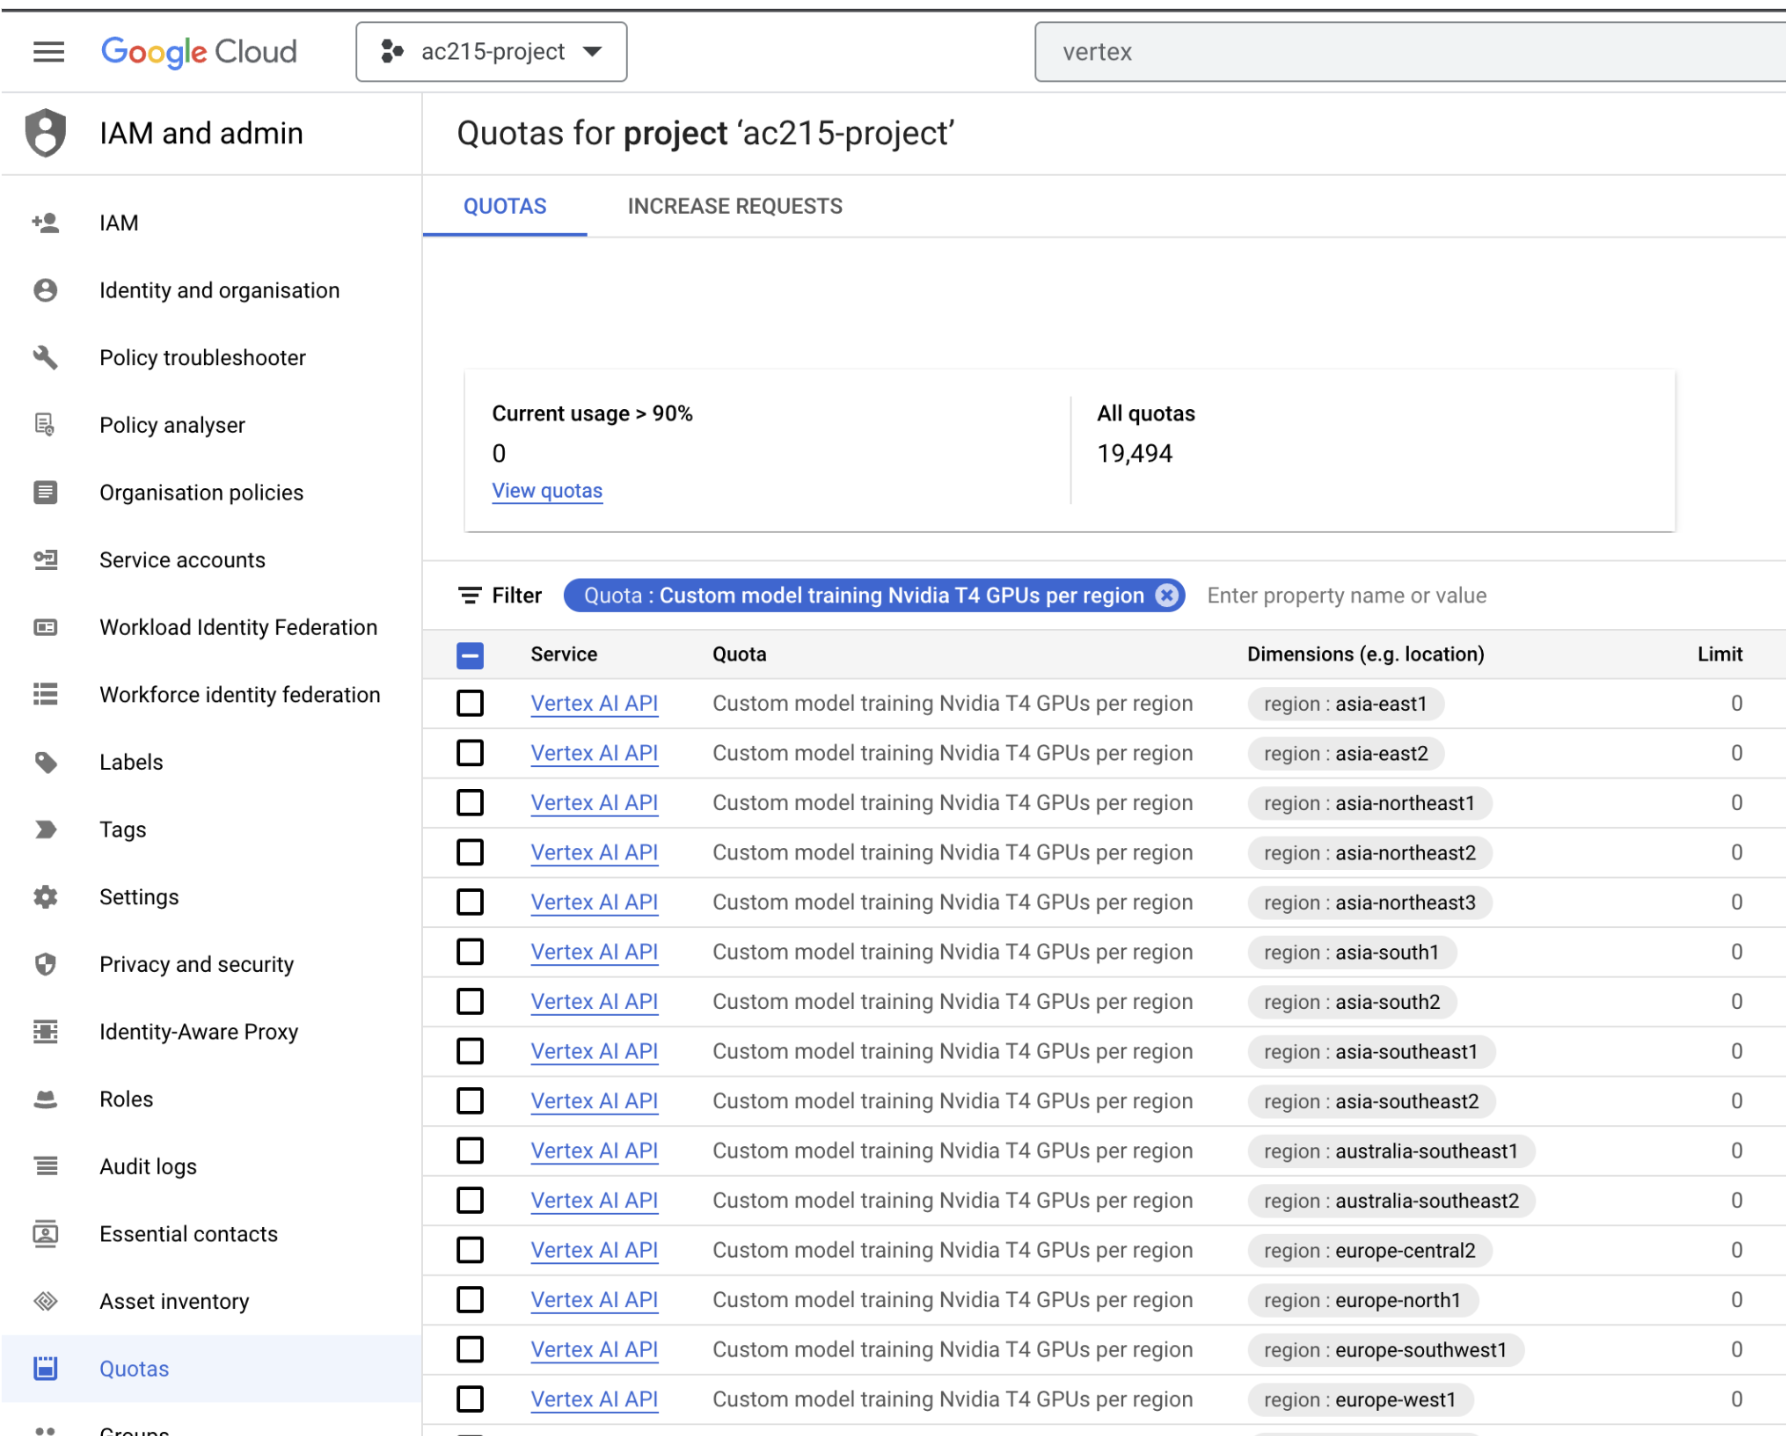 Google Cloud
ac215-project
vertex
IAM and admin
Quotas for project ‘ac215-project’
IAM
Identity and organisation
Policy troubleshooter
Policy analyser
Organisation policies
Service accounts
Workload Identity Federation
Workforce identity federation
Labels
Tags
Settings
Privacy and security
Identity-Aware Proxy
Roles
Audit logs
Essential contacts
Asset inventory
Quotas
Groups
QUOTAS INCREASE REQUESTS
Current usage > 90%
0
View quotas
All quotas
19,494
Filter Quota : Custom model training Nvidia T4 GPUs per region Enter property name or value
Service Quota Dimensions (e.g. location) Limit
Vertex AI API Custom model training Nvidia T4 GPUs per region region : asia-east1 0
Vertex AI API Custom model training Nvidia T4 GPUs per region region : asia-east2 0
Vertex AI API Custom model training Nvidia T4 GPUs per region region : asia-northeast1 0
Vertex AI API Custom model training Nvidia T4 GPUs per region region : asia-northeast2 0
Vertex AI API Custom model training Nvidia T4 GPUs per region region : asia-northeast3 0
Vertex AI API Custom model training Nvidia T4 GPUs per region region : asia-south1 0
Vertex AI API Custom model training Nvidia T4 GPUs per region region : asia-south2 0
Vertex AI API Custom model training Nvidia T4 GPUs per region region : asia-southeast1 0
Vertex AI API Custom model training Nvidia T4 GPUs per region region : asia-southeast2 0
Vertex AI API Custom model training Nvidia T4 GPUs per region region : australia-southeast1 0
Vertex AI API Custom model training Nvidia T4 GPUs per region region : australia-southeast2 0
Vertex AI API Custom model training Nvidia T4 GPUs per region region : europe-central2 0
Vertex AI API Custom model training Nvidia T4 GPUs per region region : europe-north1 0
Vertex AI API Custom model training Nvidia T4 GPUs per region region : europe-southwest1 0
Vertex AI API Custom model training Nvidia T4 GPUs per region region : europe-west1 0